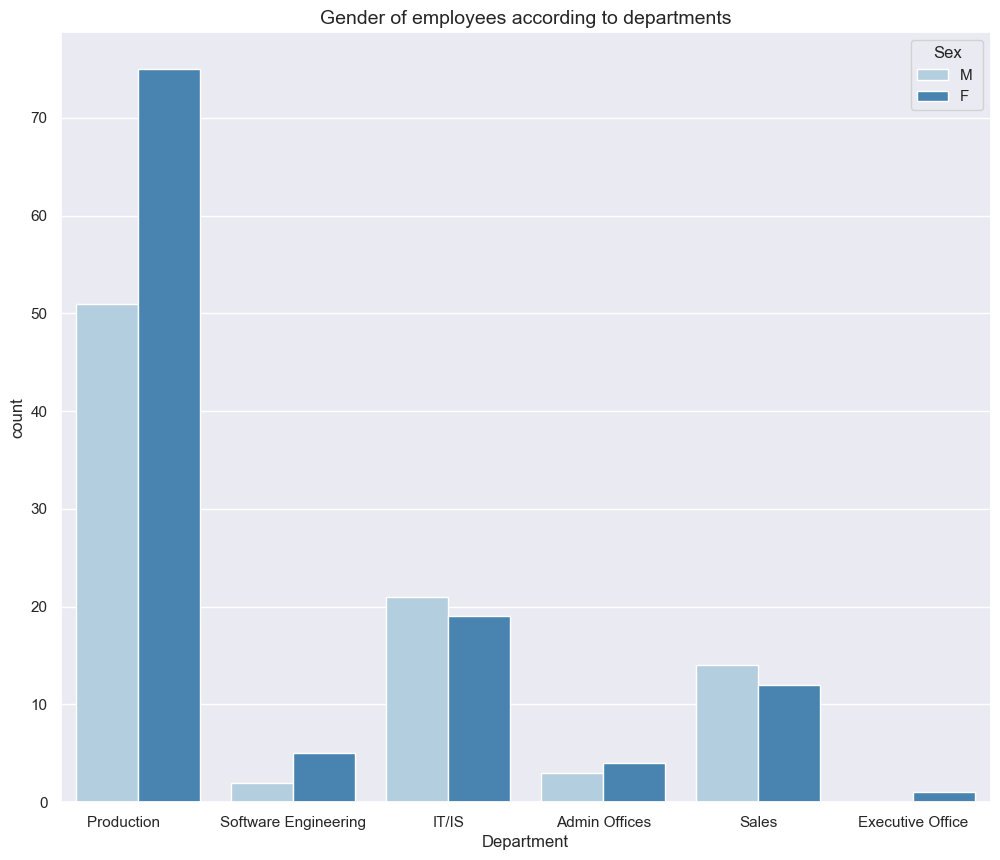 Gender of employees according to departments
Sex
M
F
70
60
50
40
30
20
10
0
count
Production
Software Engineering
IT/IS
Admin Offices
Sales
Executive Office
Department